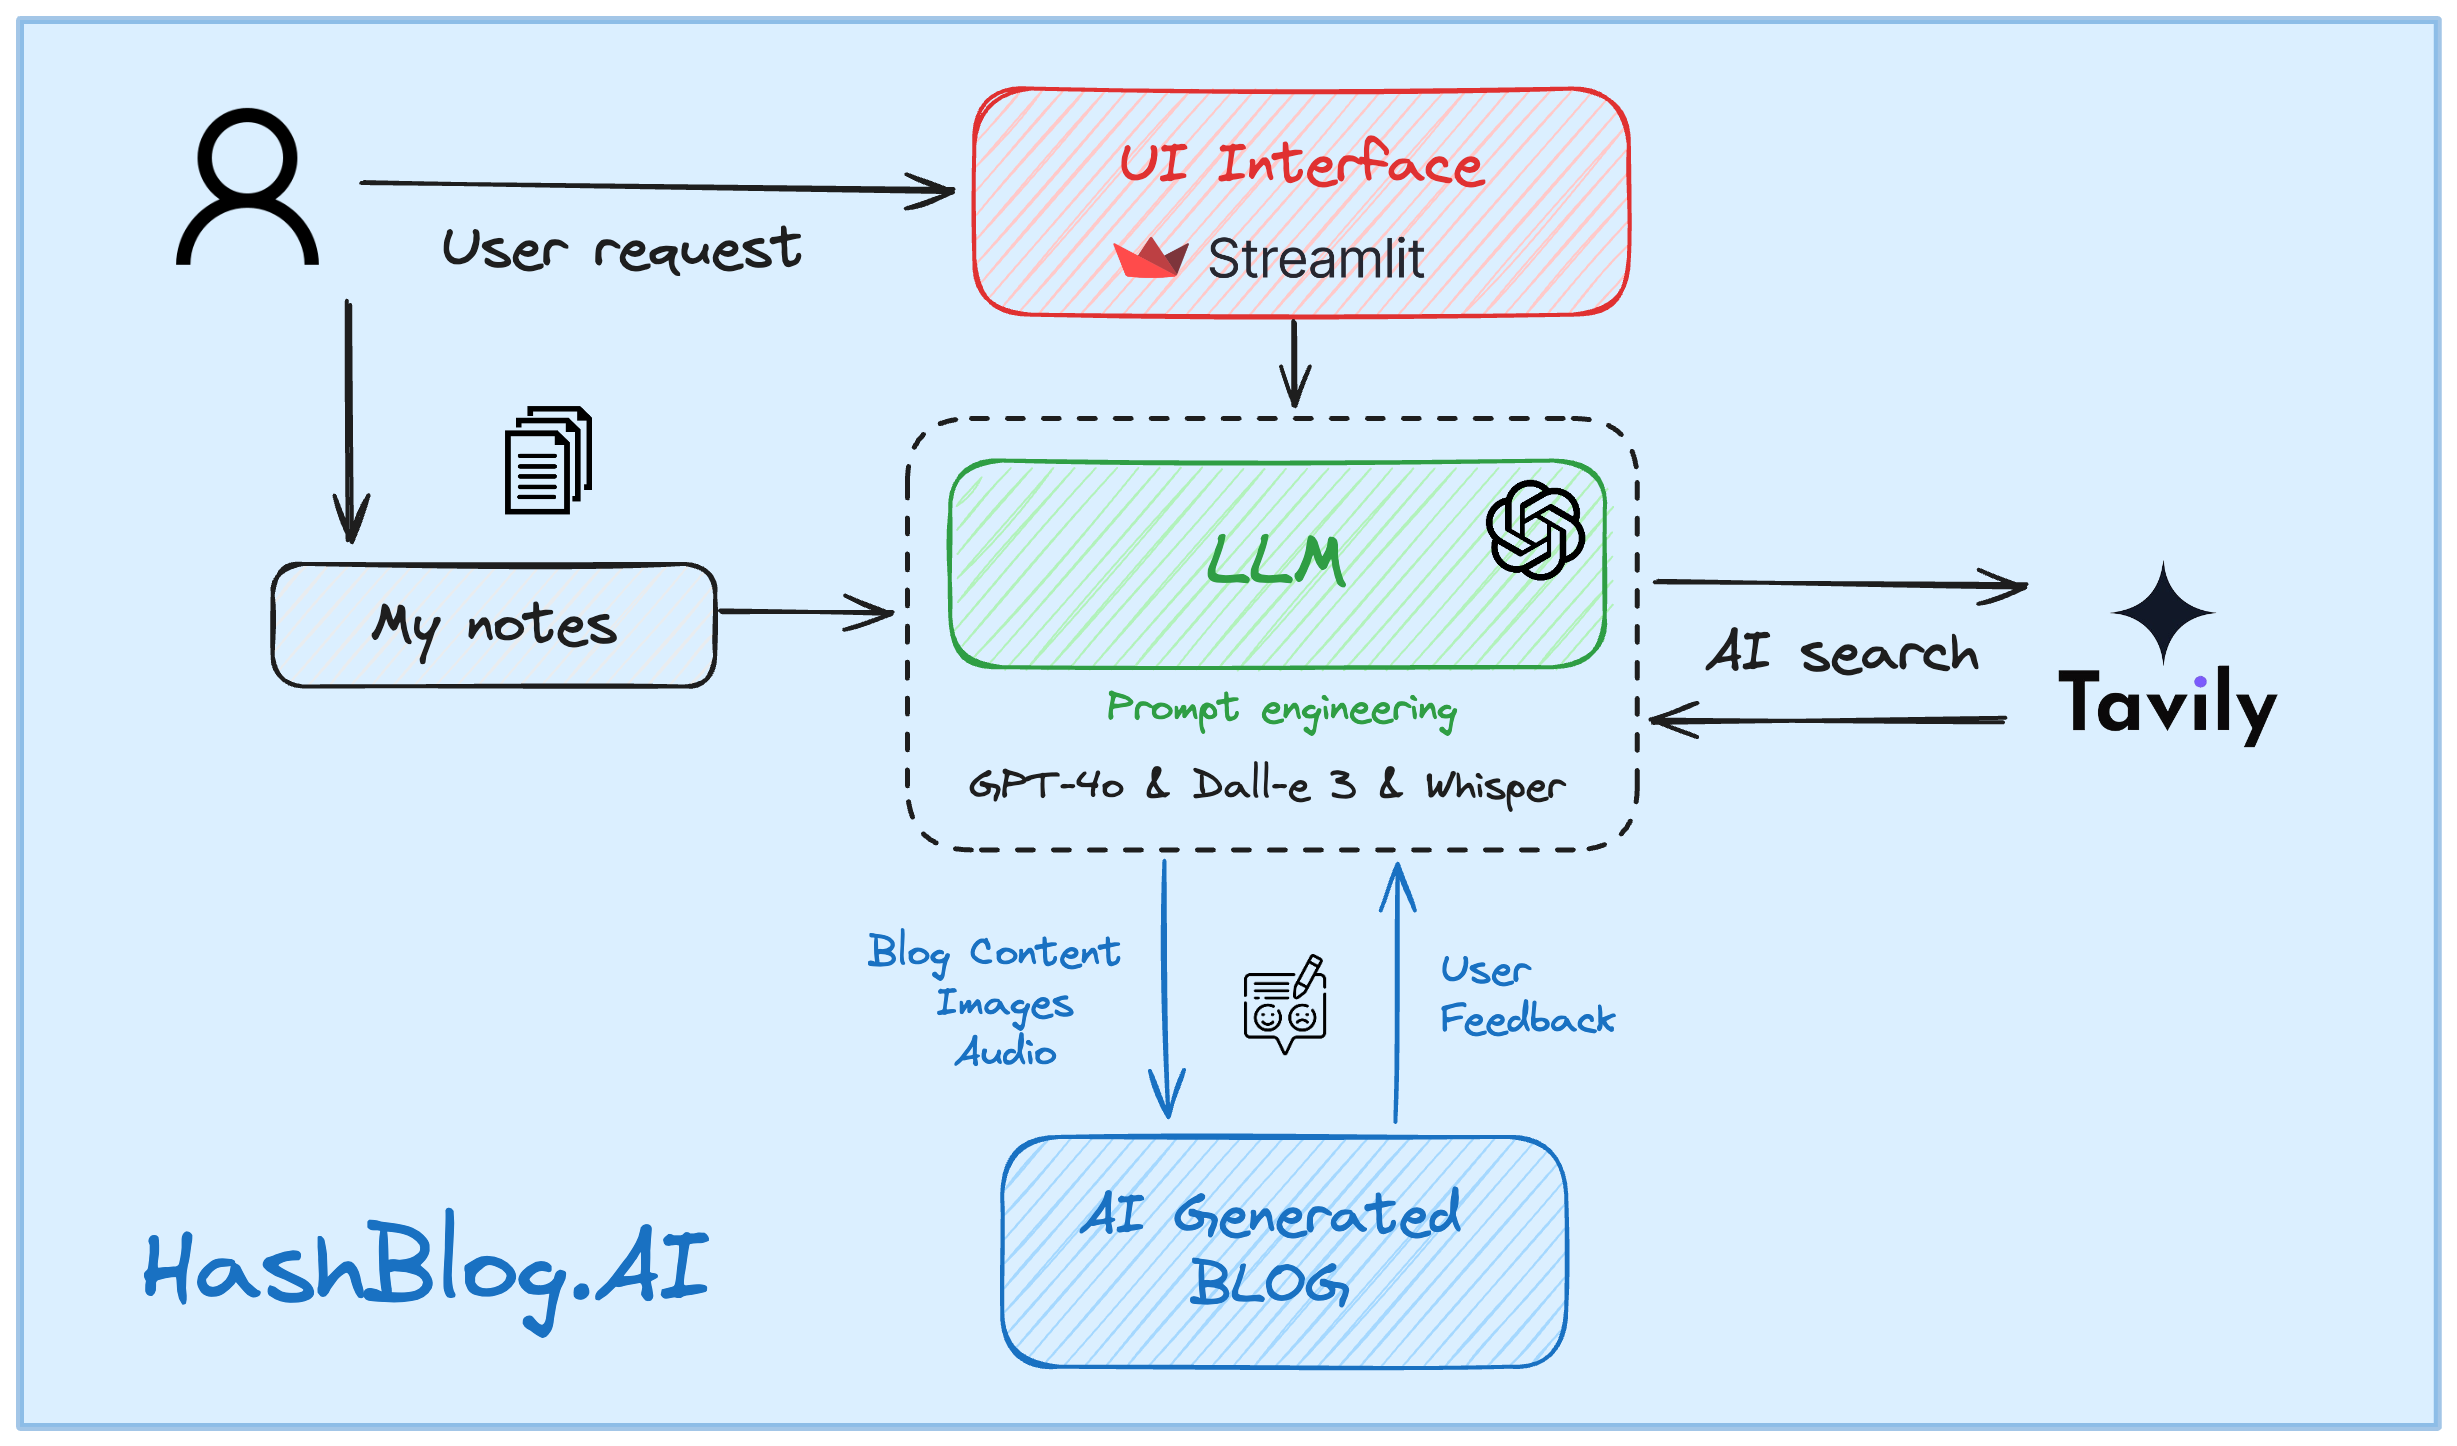 UI Interface
Streamlit
User request
LLM
My notes
AI search
Tavily
Prompt engineering
GPT-4o & Dall-e 3 & Whisper
Blog Content
Images
Audio
User
Feedback
AI Generated
BLOG
HashBlog.AI